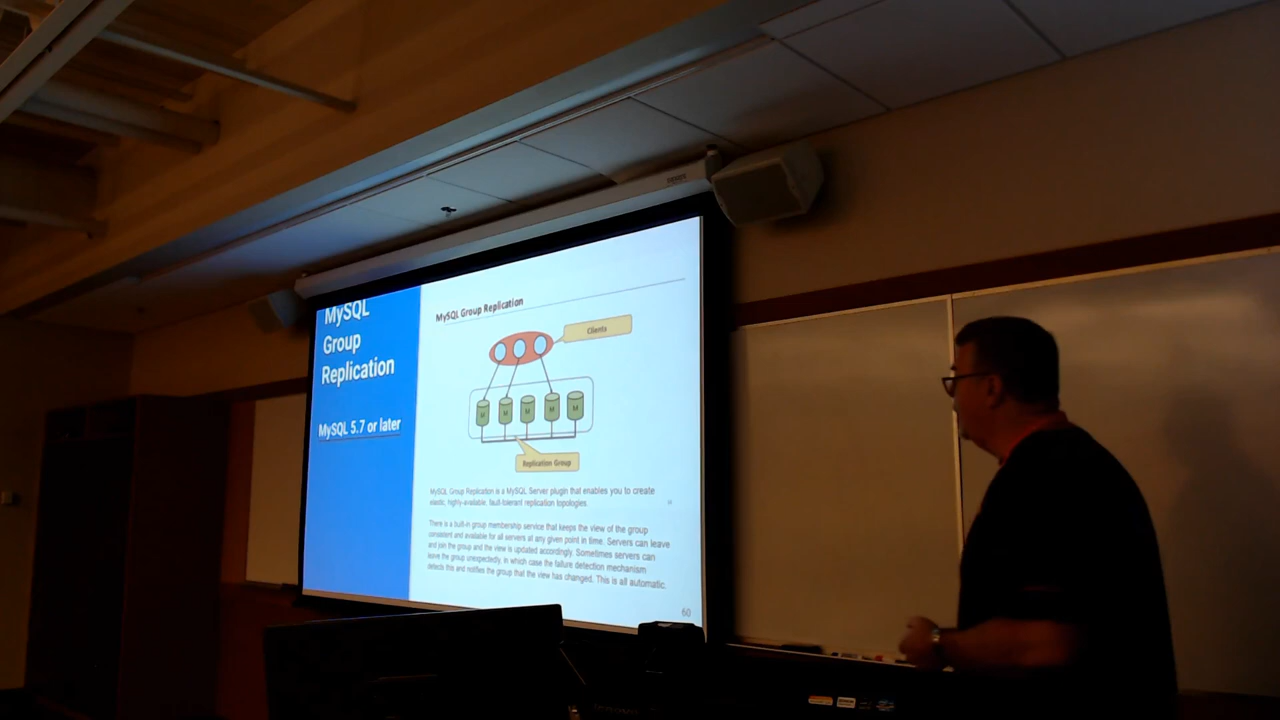 MySQL
Group
Replication
MySQL 5.7 or later
MySQL Group Replication
Clients
M M M M M
Replication Group
MySQL Group Replication is a MySQL Server plugin that enables you to create
elastic, highly-available, fault-tolerant replication topologies.
There is a built-in group membership service that keeps the view of the group
consistent and available for all servers at any given point in time. Servers can leave
and join the group and the view is updated accordingly. Sometimes servers can
leave the group unexpectedly, in which case the failure detection mechanism
detects this and notifies the group that the view has changed. This is all automatic.
60